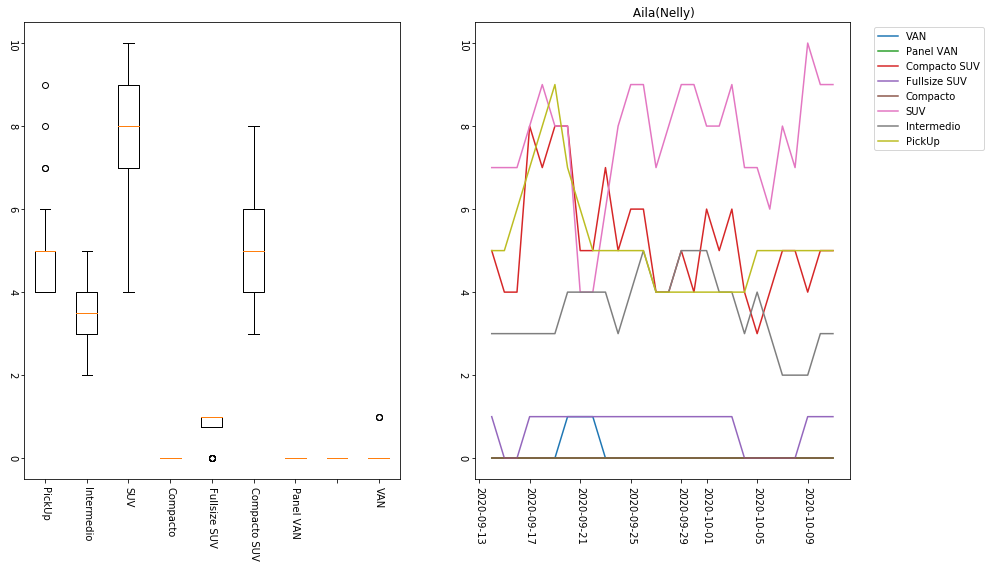 Aila(Nelly)
10
8
6
4
2
0
PickUp
Intermedio
SUV
Compacto
Fullsize SUV
Compacto SUV
Panel VAN
VAN
10
8
6
4
2
0
2020-09-13
2020-09-17
2020-09-21
2020-09-25
2020-09-29
2020-10-01
2020-10-05
2020-10-09
VAN
Panel VAN
Compacto SUV
Fullsize SUV
Compacto
SUV
Intermedio
PickUp